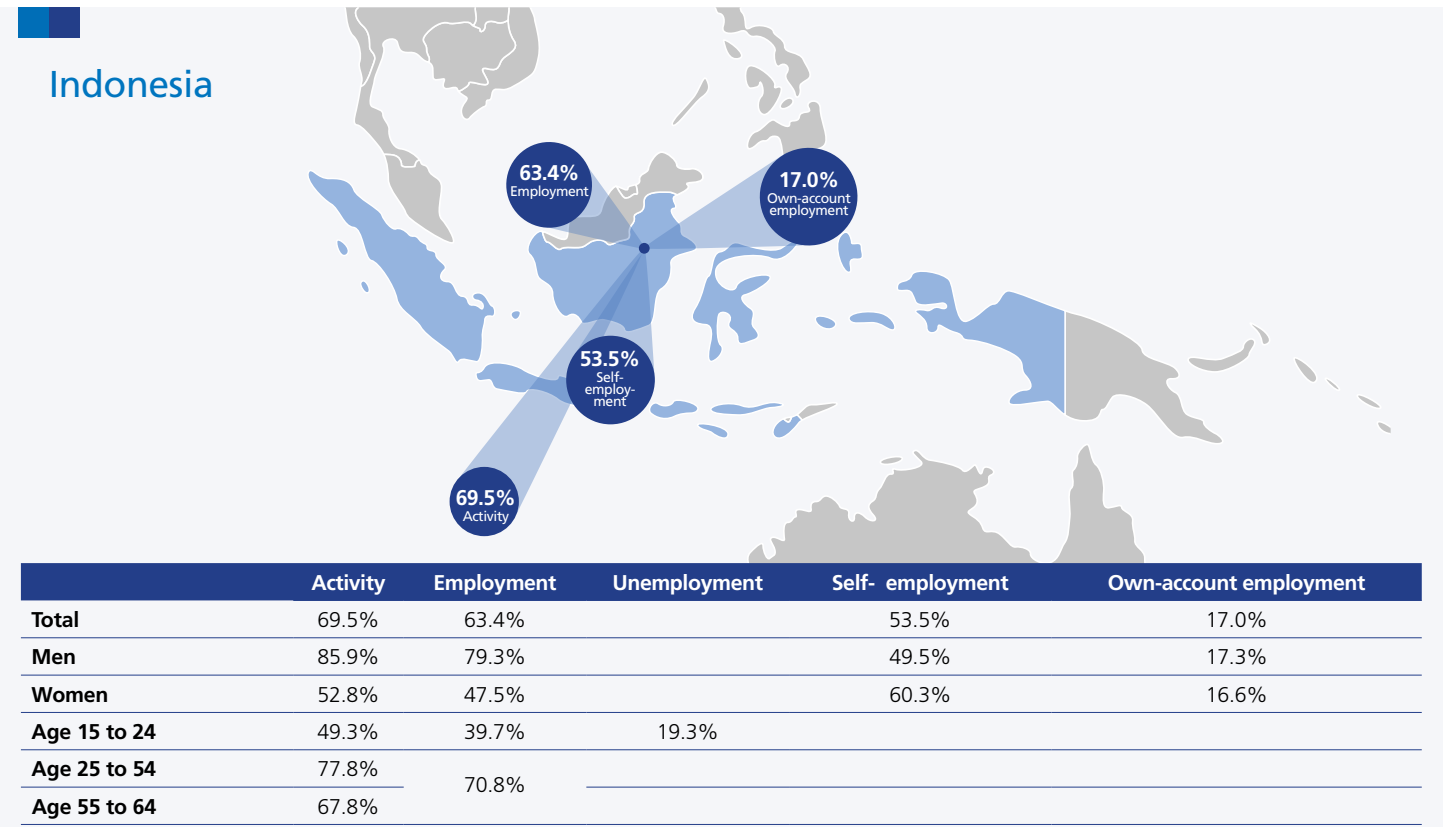 Indonesia
63.4%
Employment
17.0%
Own-account
employment
53.5%
Self-
employ-
ment
69.5%
Activity
Activity Employment Unemployment Self- employment Own-account employment
Total 69.5% 63.4% 53.5% 17.0%
Men 85.9% 79.3% 49.5% 17.3%
Women 52.8% 47.5% 60.3% 16.6%
Age 15 to 24 49.3% 39.7% 19.3%
Age 25 to 54 77.8%
70.8%
Age 55 to 64 67.8%